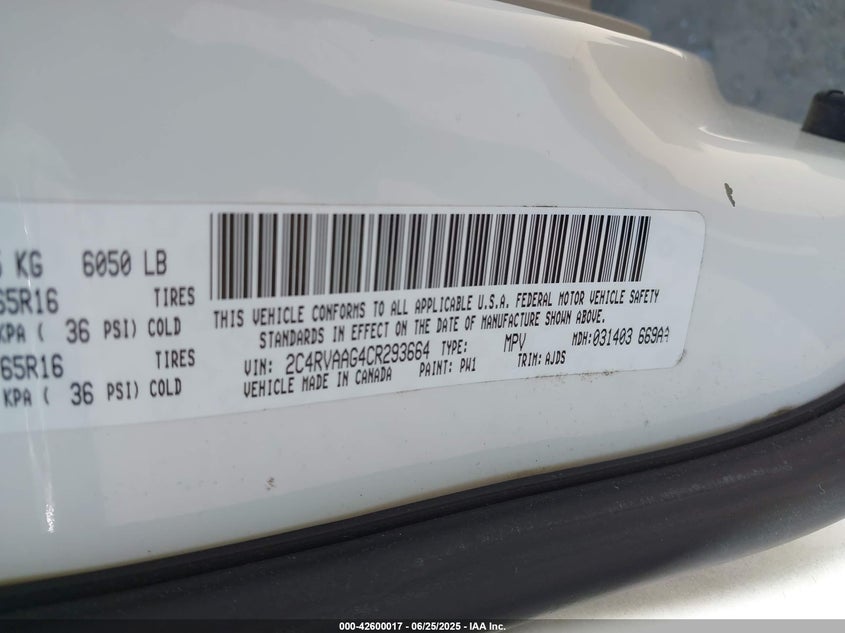 5 KG 6050 LB
65R16 TIRES
KPA ( 36 PSI) COLD
65R16 TIRES
KPA ( 36 PSI) COLD
THIS VEHICLE CONFORMS TO ALL APPLICABLE U.S.A. FEDERAL MOTOR VEHICLE SAFETY
STANDARDS IN EFFECT ON THE DATE OF MANUFACTURE SHOWN ABOVE.
VIN: 2C4RVAAG4CR293664 TYPE: MPV MDH: 031403 669AA
VEHICLE MADE IN CANADA PAINT: PW1 TRIM: AJDS
000-42600017 / 06/25/2025 - IAA Inc.